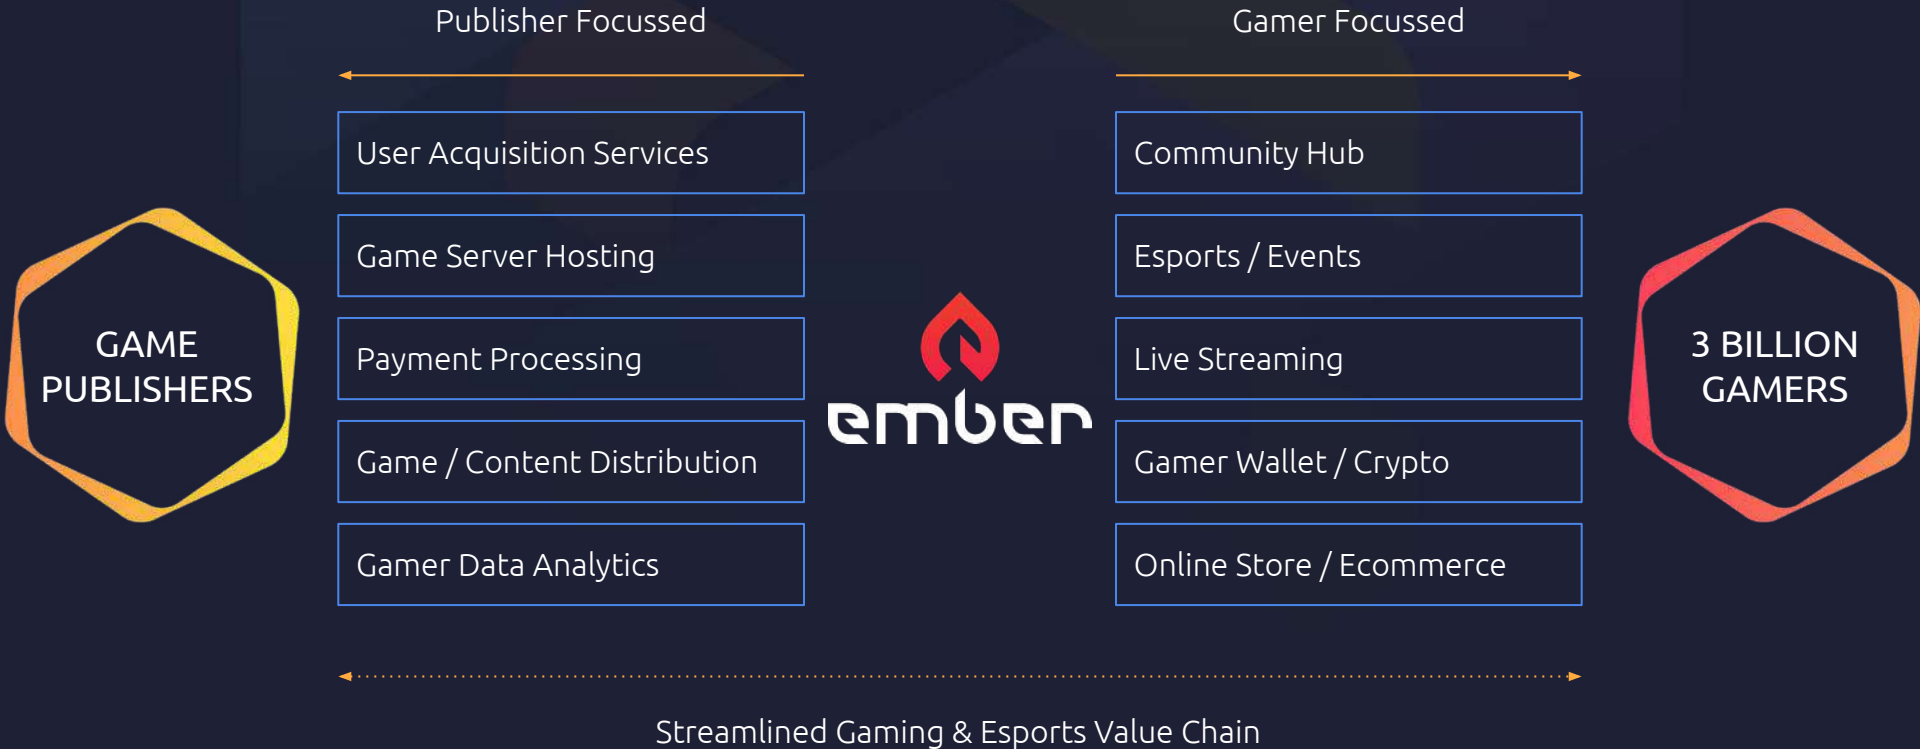 Publisher Focussed
Gamer Focussed
User Acquisition Services
Game Server Hosting
Payment Processing
Game / Content Distribution
Gamer Data Analytics
Community Hub
Esports / Events
Live Streaming
Gamer Wallet / Crypto
Online Store / Ecommerce
GAME
PUBLISHERS
ember
3 BILLION
GAMERS
Streamlined Gaming & Esports Value Chain